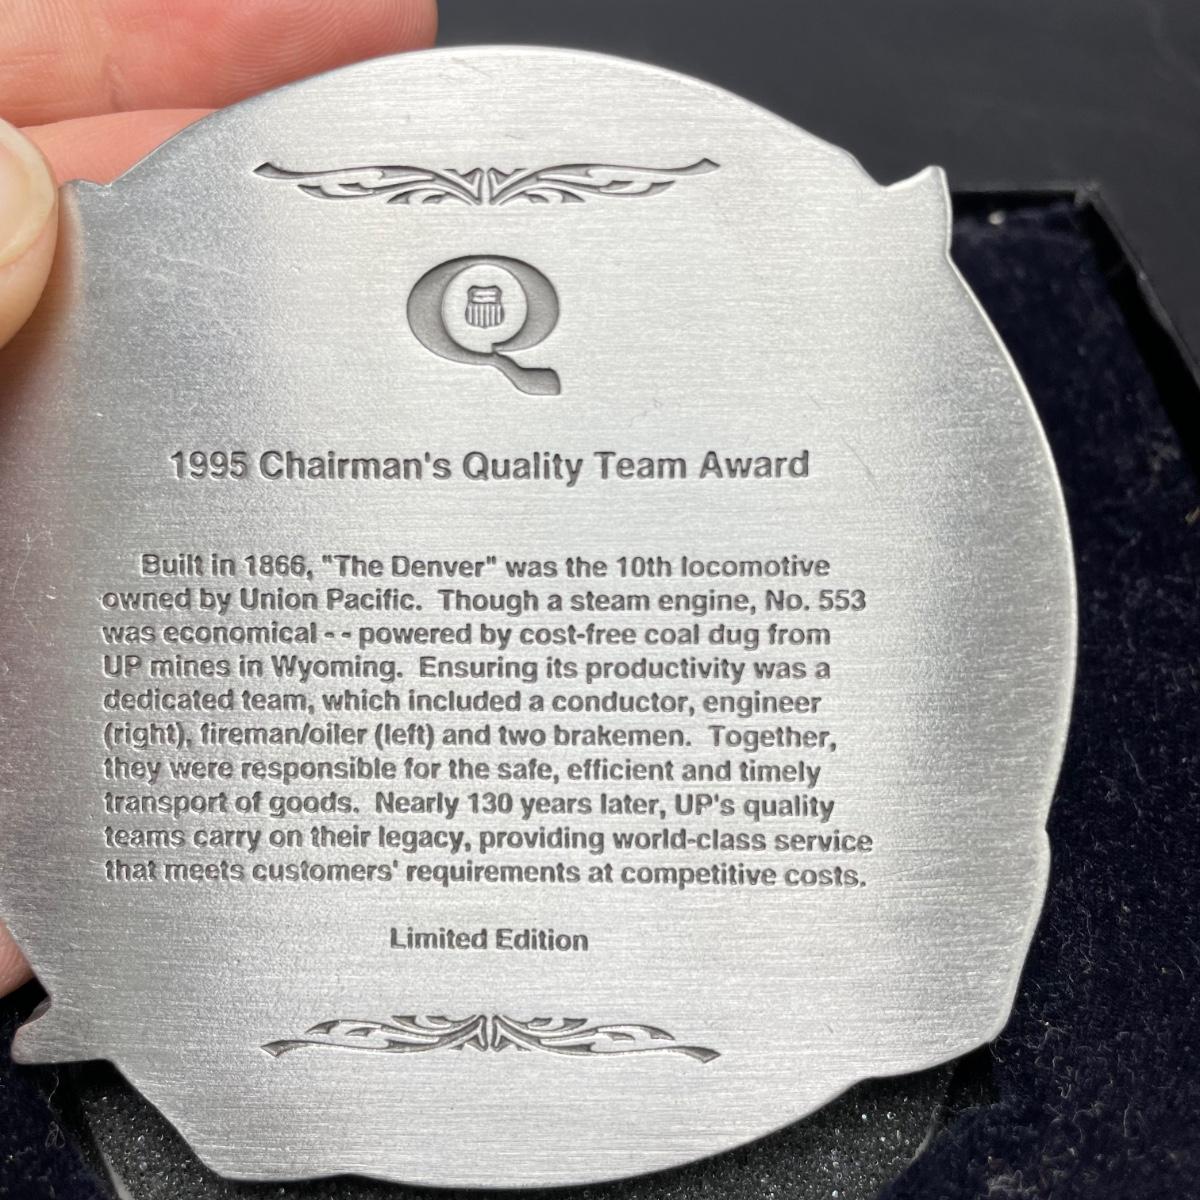 Q
1995 Chairman's Quality Team Award
Built in 1866, "The Denver" was the 10th locomotive
owned by Union Pacific. Though a steam engine, No. 553
was economical - - powered by cost-free coal dug from
UP mines in Wyoming. Ensuring its productivity was a
dedicated team, which included a conductor, engineer
(right), fireman/oiler (left) and two brakemen. Together,
they were responsible for the safe, efficient and timely
transport of goods. Nearly 130 years later, UP's quality
teams carry on their legacy, providing world-class service
that meets customers' requirements at competitive costs.
Limited Edition